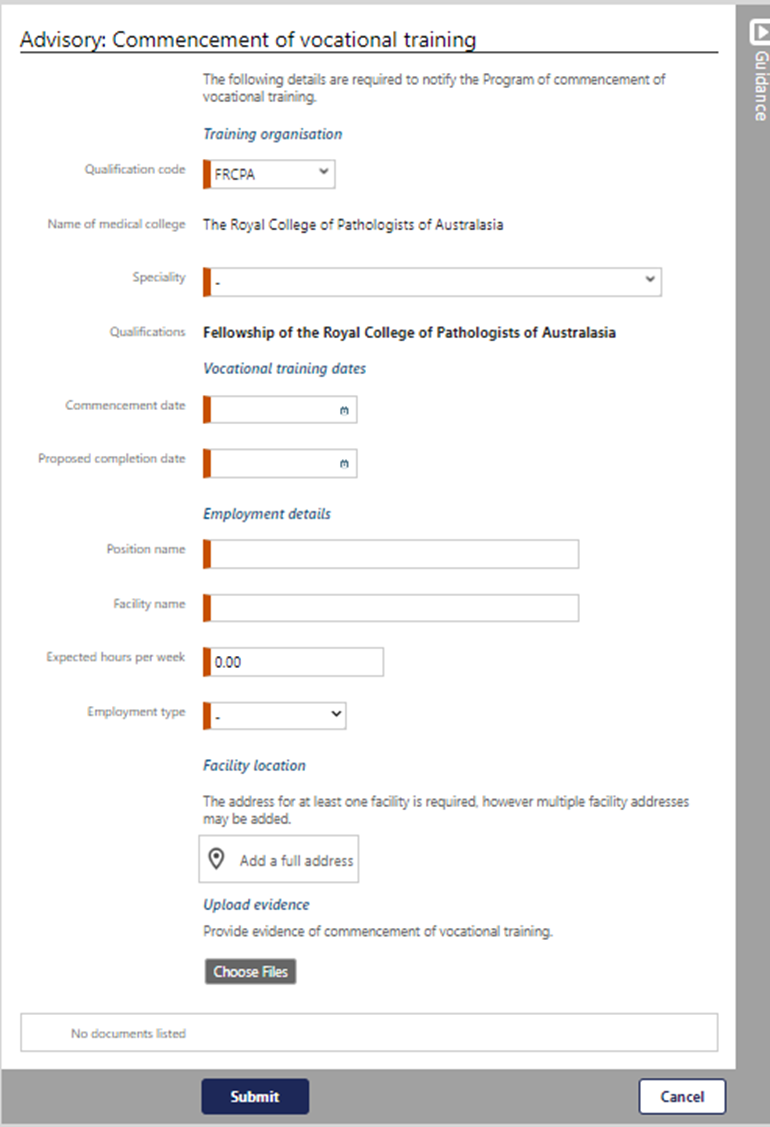 Advisory: Commencement of vocational training
Guidance
The following details are required to notify the Program of commencement of
vocational training.
Training organisation
Qualification code
FRCPA
Name of medical college
The Royal College of Pathologists of Australasia
Speciality
-
Qualifications
Fellowship of the Royal College of Pathologists of Australasia
Vocational training dates
Commencement date
Proposed completion date
Employment details
Position name
Facility name
Expected hours per week
0.00
Employment type
-
Facility location
The address for at least one facility is required, however multiple facility addresses
may be added.
Add a full address
Upload evidence
Provide evidence of commencement of vocational training.
Choose Files
No documents listed
Submit
Cancel